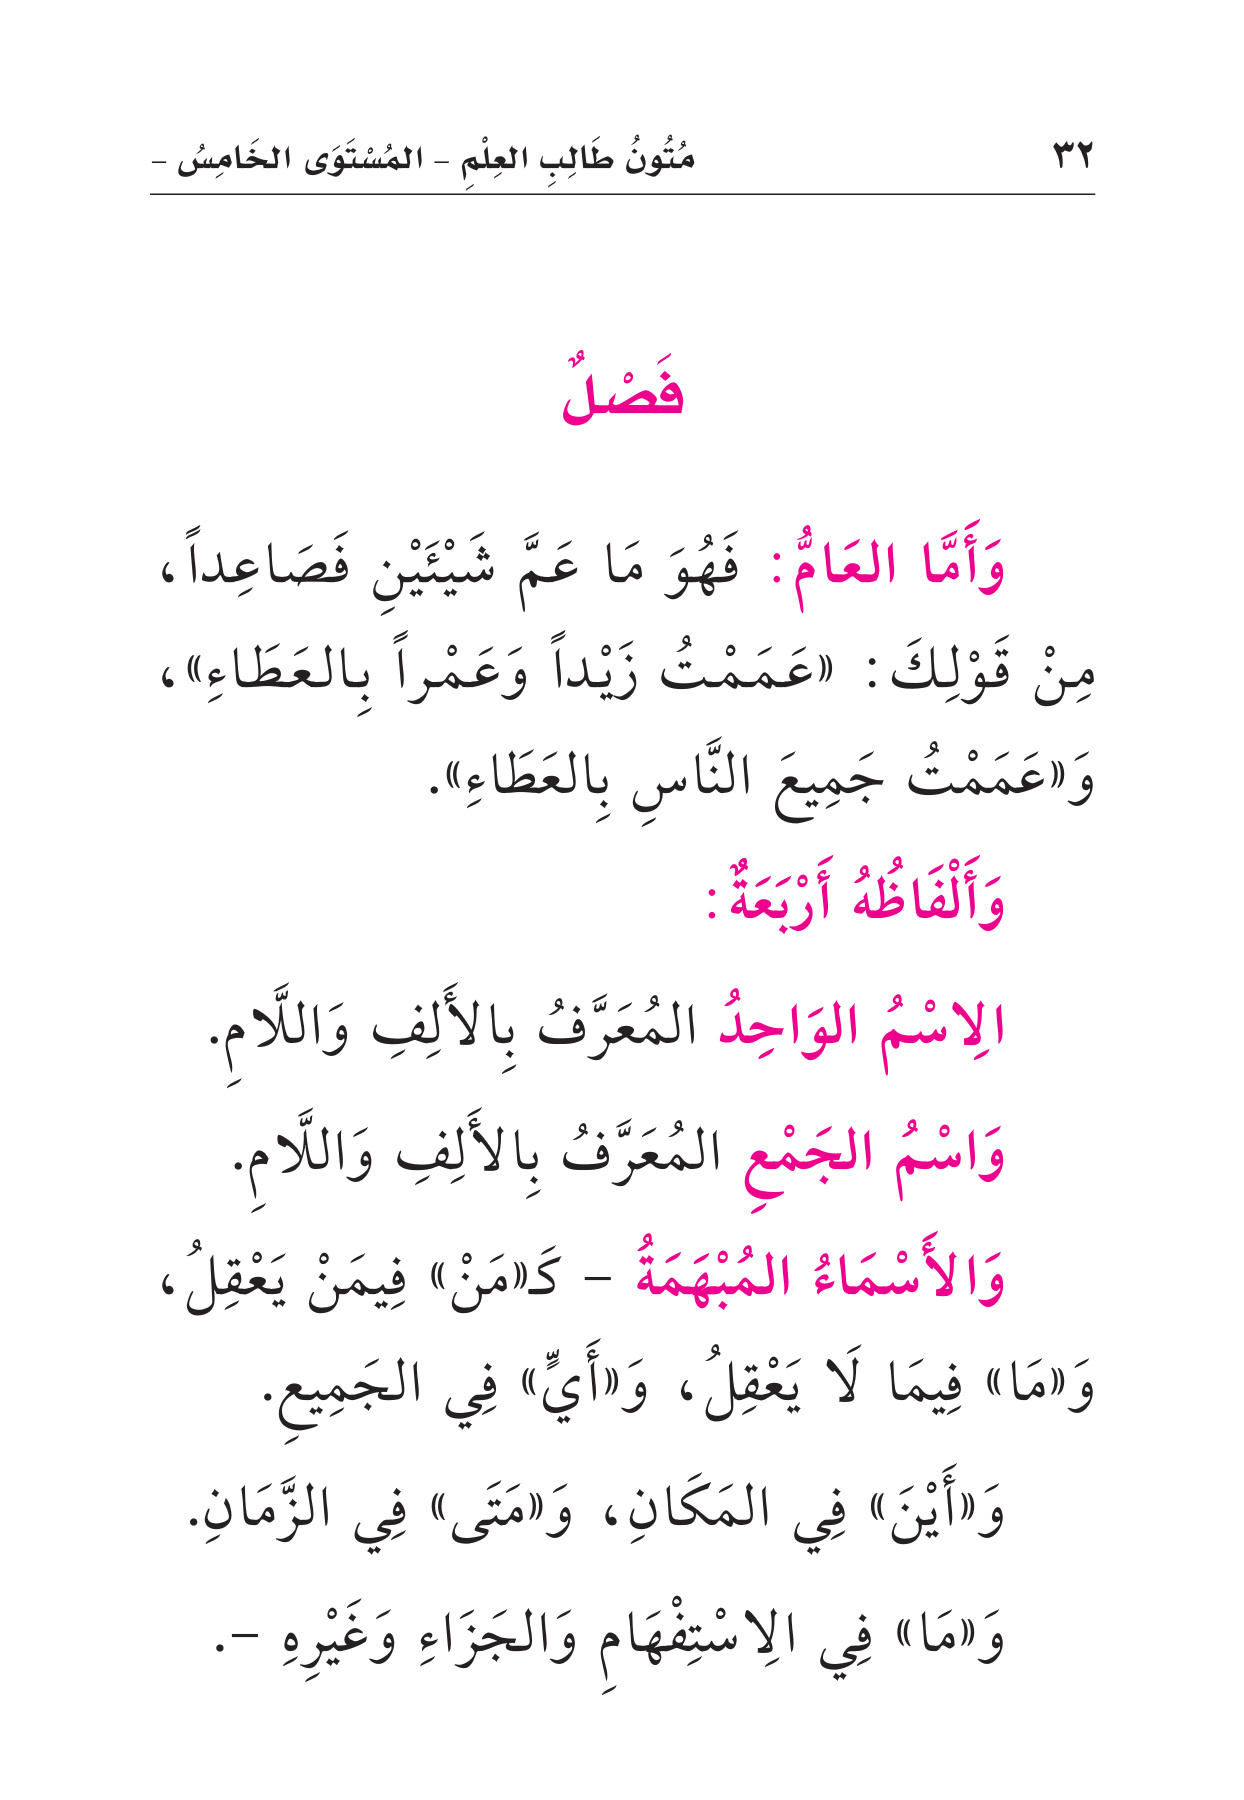 ٣٢
مُتُونُ طَالِبِ العِلْمِ – المُسْتَوَى الخَامِسُ –
فَصْلٌ
وَأَمَّا العَامُّ: فَهُوَ مَا عَمَّ شَيْئَيْنِ فَصَاعِداً،
مِنْ قَوْلِكَ: «عَمَمْتُ زَيْداً وَعَمْراً بِالعَطَاءِ»،
وَ«عَمَمْتُ جَمِيعَ النَّاسِ بِالعَطَاءِ».
وَأَلْفَاظُهُ أَرْبَعَةٌ:
الِاسْمُ الوَاحِدُ المُعَرَّفُ بِالأَلِفِ وَاللَّامِ.
وَاسْمُ الجَمْعِ المُعَرَّفُ بِالأَلِفِ وَاللَّامِ.
وَالأَسْمَاءُ المُبْهَمَةُ – كَـ«مَنْ» فِيمَنْ يَعْقِلُ،
وَ«مَا» فِيمَا لَا يَعْقِلُ، وَ«أَيٍّ» فِي الجَمِيعِ.
وَ«أَيْنَ» فِي المَكَانِ، وَ«مَتَى» فِي الزَّمَانِ.
وَ«مَا» فِي الِاسْتِفْهَامِ وَالجَزَاءِ وَغَيْرِهِ –.